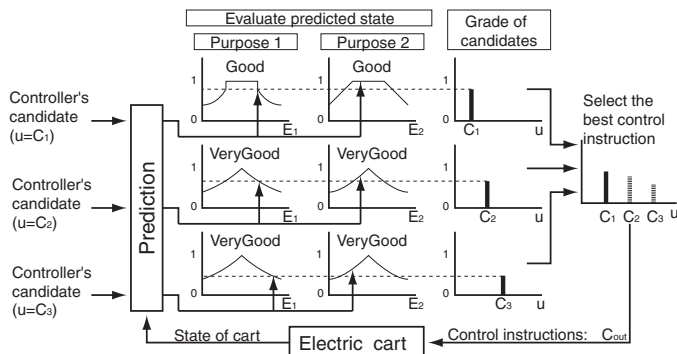 Evaluate predicted state
Grade of
candidates
Purpose 1
Purpose 2
Controller's
candidate
(u=C1)
1
Good
0
E1
1
Good
0
E2
1
0
C1
u
Select the
best control
instruction
Controller's
candidate
(u=C2)
1
VeryGood
0
E1
1
VeryGood
0
E2
1
0
C2
u
C1
C2
C3
u
Prediction
Controller's
candidate
(u=C3)
1
VeryGood
0
E1
1
VeryGood
0
E2
1
0
C3
u
State of cart
Electric cart
Control instructions: Cout